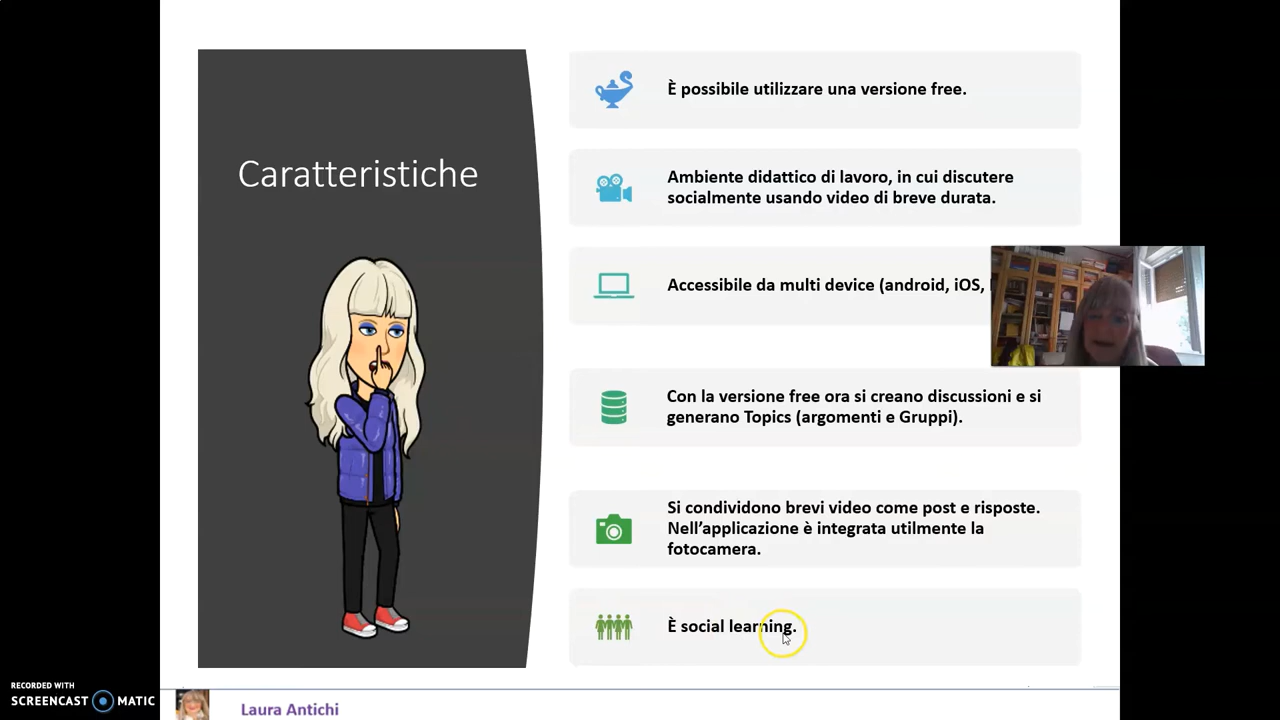 Caratteristiche
È possibile utilizzare una versione free.
Ambiente didattico di lavoro, in cui discutere
socialmente usando video di breve durata.
Accessibile da multi device (android, iOS,
Con la versione free ora si creano discussioni e si
generano Topics (argomenti e Gruppi).
Si condividono brevi video come post e risposte.
Nell'applicazione è integrata utilmente la
fotocamera.
È social learning.
RECORDED WITH
SCREENCAST MATIC
Laura Antichi